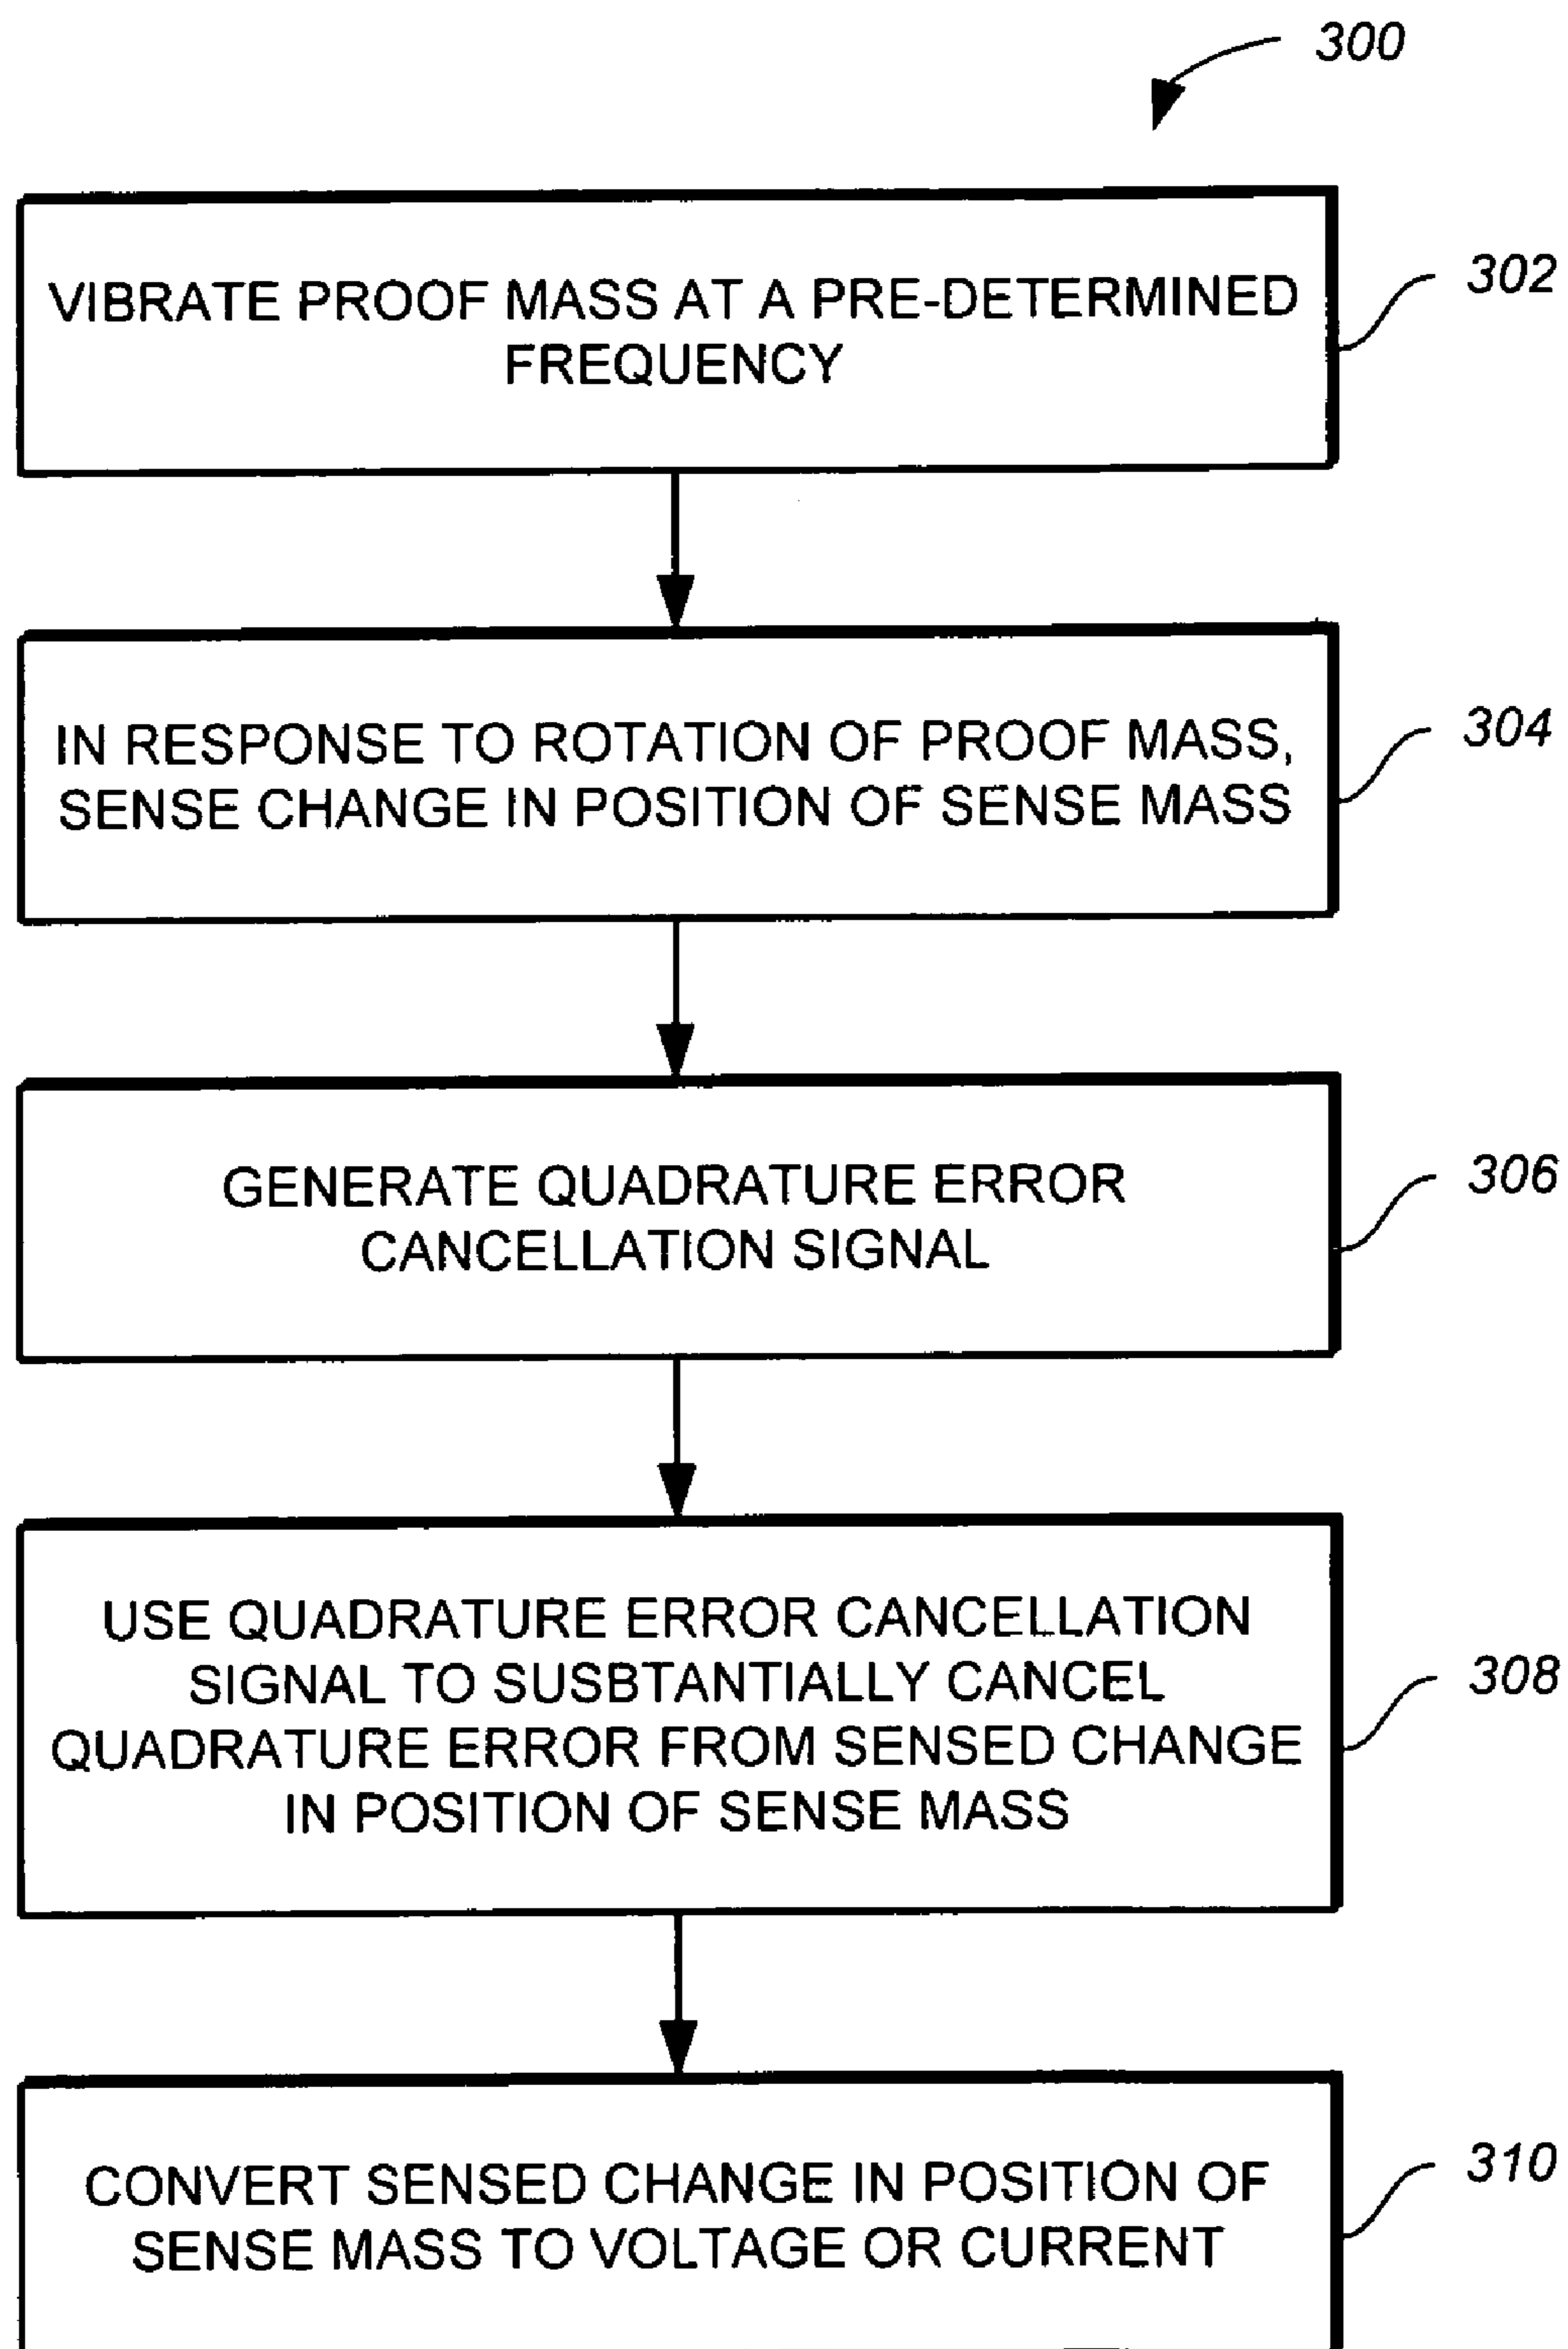 300
VIBRATE PROOF MASS AT A PRE-DETERMINED
FREQUENCY
302
IN RESPONSE TO ROTATION OF PROOF MASS,
SENSE CHANGE IN POSITION OF SENSE MASS
304
GENERATE QUADRATURE ERROR
CANCELLATION SIGNAL
306
USE QUADRATURE ERROR CANCELLATION
SIGNAL TO SUSBTANTIALLY CANCEL
QUADRATURE ERROR FROM SENSED CHANGE
IN POSITION OF SENSE MASS
308
CONVERT SENSED CHANGE IN POSITION OF
SENSE MASS TO VOLTAGE OR CURRENT
310